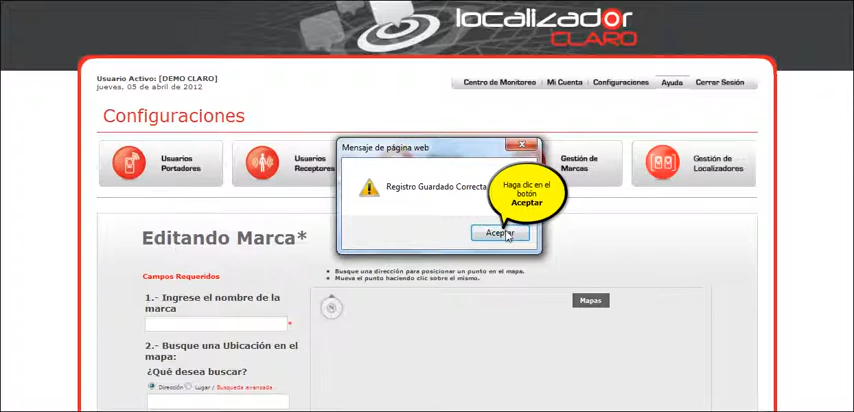 localizador
CLARO
Usuario Activo: [DEMO CLARO]
jueves, 05 de abril de 2012
Centro de Monitoreo | Mi Cuenta | Configuraciones Ayuda Cerrar Sesión
Configuraciones
Usuarios
Portadores
Usuarios
Receptores
Gestión de
Marcas
Gestión de
Localizadores
Mensaje de página web
Registro Guardado Correcta
Haga clic en el
botón
Aceptar
Aceptar
Editando Marca*
Campos Requeridos
Busque una dirección para posicionar un punto en el mapa.
Mueva el punto haciendo clic sobre el mismo.
1.- Ingrese el nombre de la
marca
*
Mapas
2.- Busque una Ubicación en el
mapa:
¿Qué desea buscar?
Dirección Lugar / Busqueda avanzada.